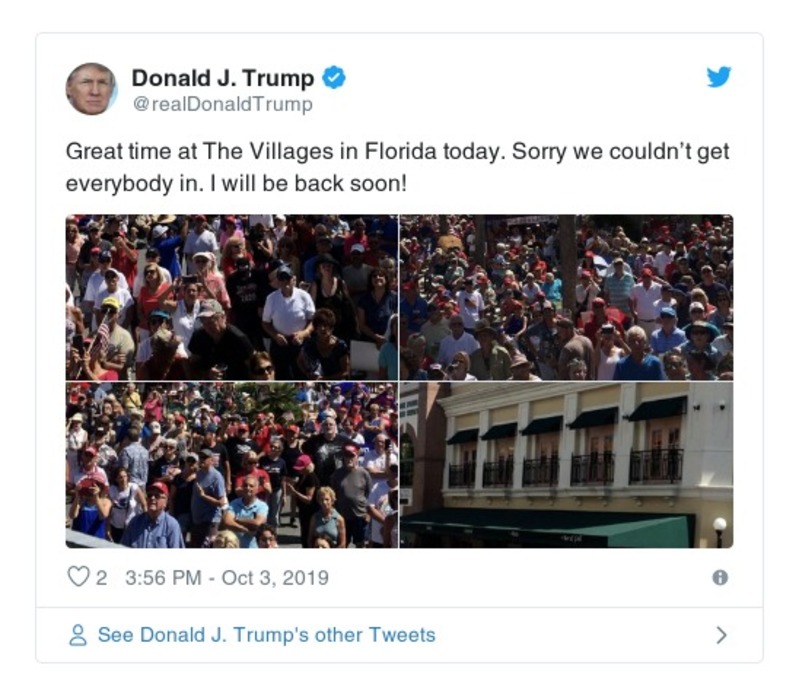 Donald J. Trump
@realDonaldTrump
Great time at The Villages in Florida today. Sorry we couldn't get
everybody in. I will be back soon!
2 3:56 PM - Oct 3, 2019
See Donald J. Trump's other Tweets